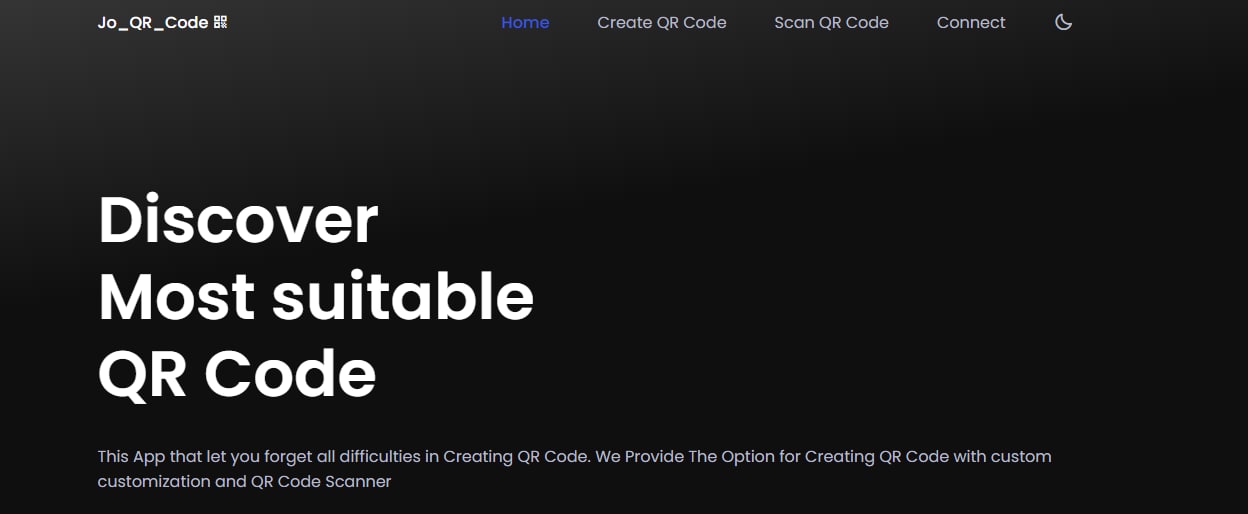 Jo_QR_Code
Home
Create QR Code
Scan QR Code
Connect
Discover
Most suitable
QR Code
This App that let you forget all difficulties in Creating QR Code. We Provide The Option for Creating QR Code with custom
customization and QR Code Scanner